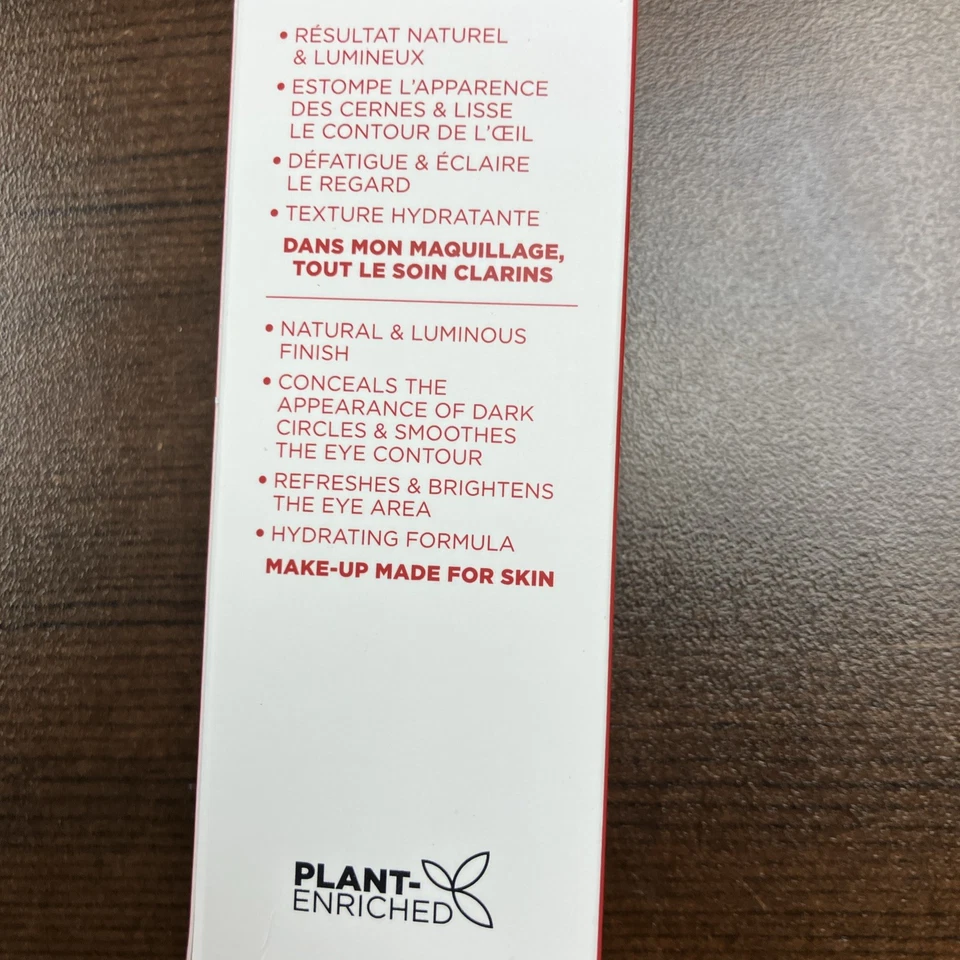 • RÉSULTAT NATUREL
& LUMINEUX
• ESTOMPE L'APPARENCE
DES CERNES & LISSE
LE CONTOUR DE L'ŒIL
• DÉFATIGUE & ÉCLAIRE
LE REGARD
• TEXTURE HYDRATANTE
DANS MON MAQUILLAGE,
TOUT LE SOIN CLARINS
• NATURAL & LUMINOUS
FINISH
• CONCEALS THE
APPEARANCE OF DARK
CIRCLES & SMOOTHES
THE EYE CONTOUR
• REFRESHES & BRIGHTENS
THE EYE AREA
• HYDRATING FORMULA
MAKE-UP MADE FOR SKIN
PLANT-
ENRICHED